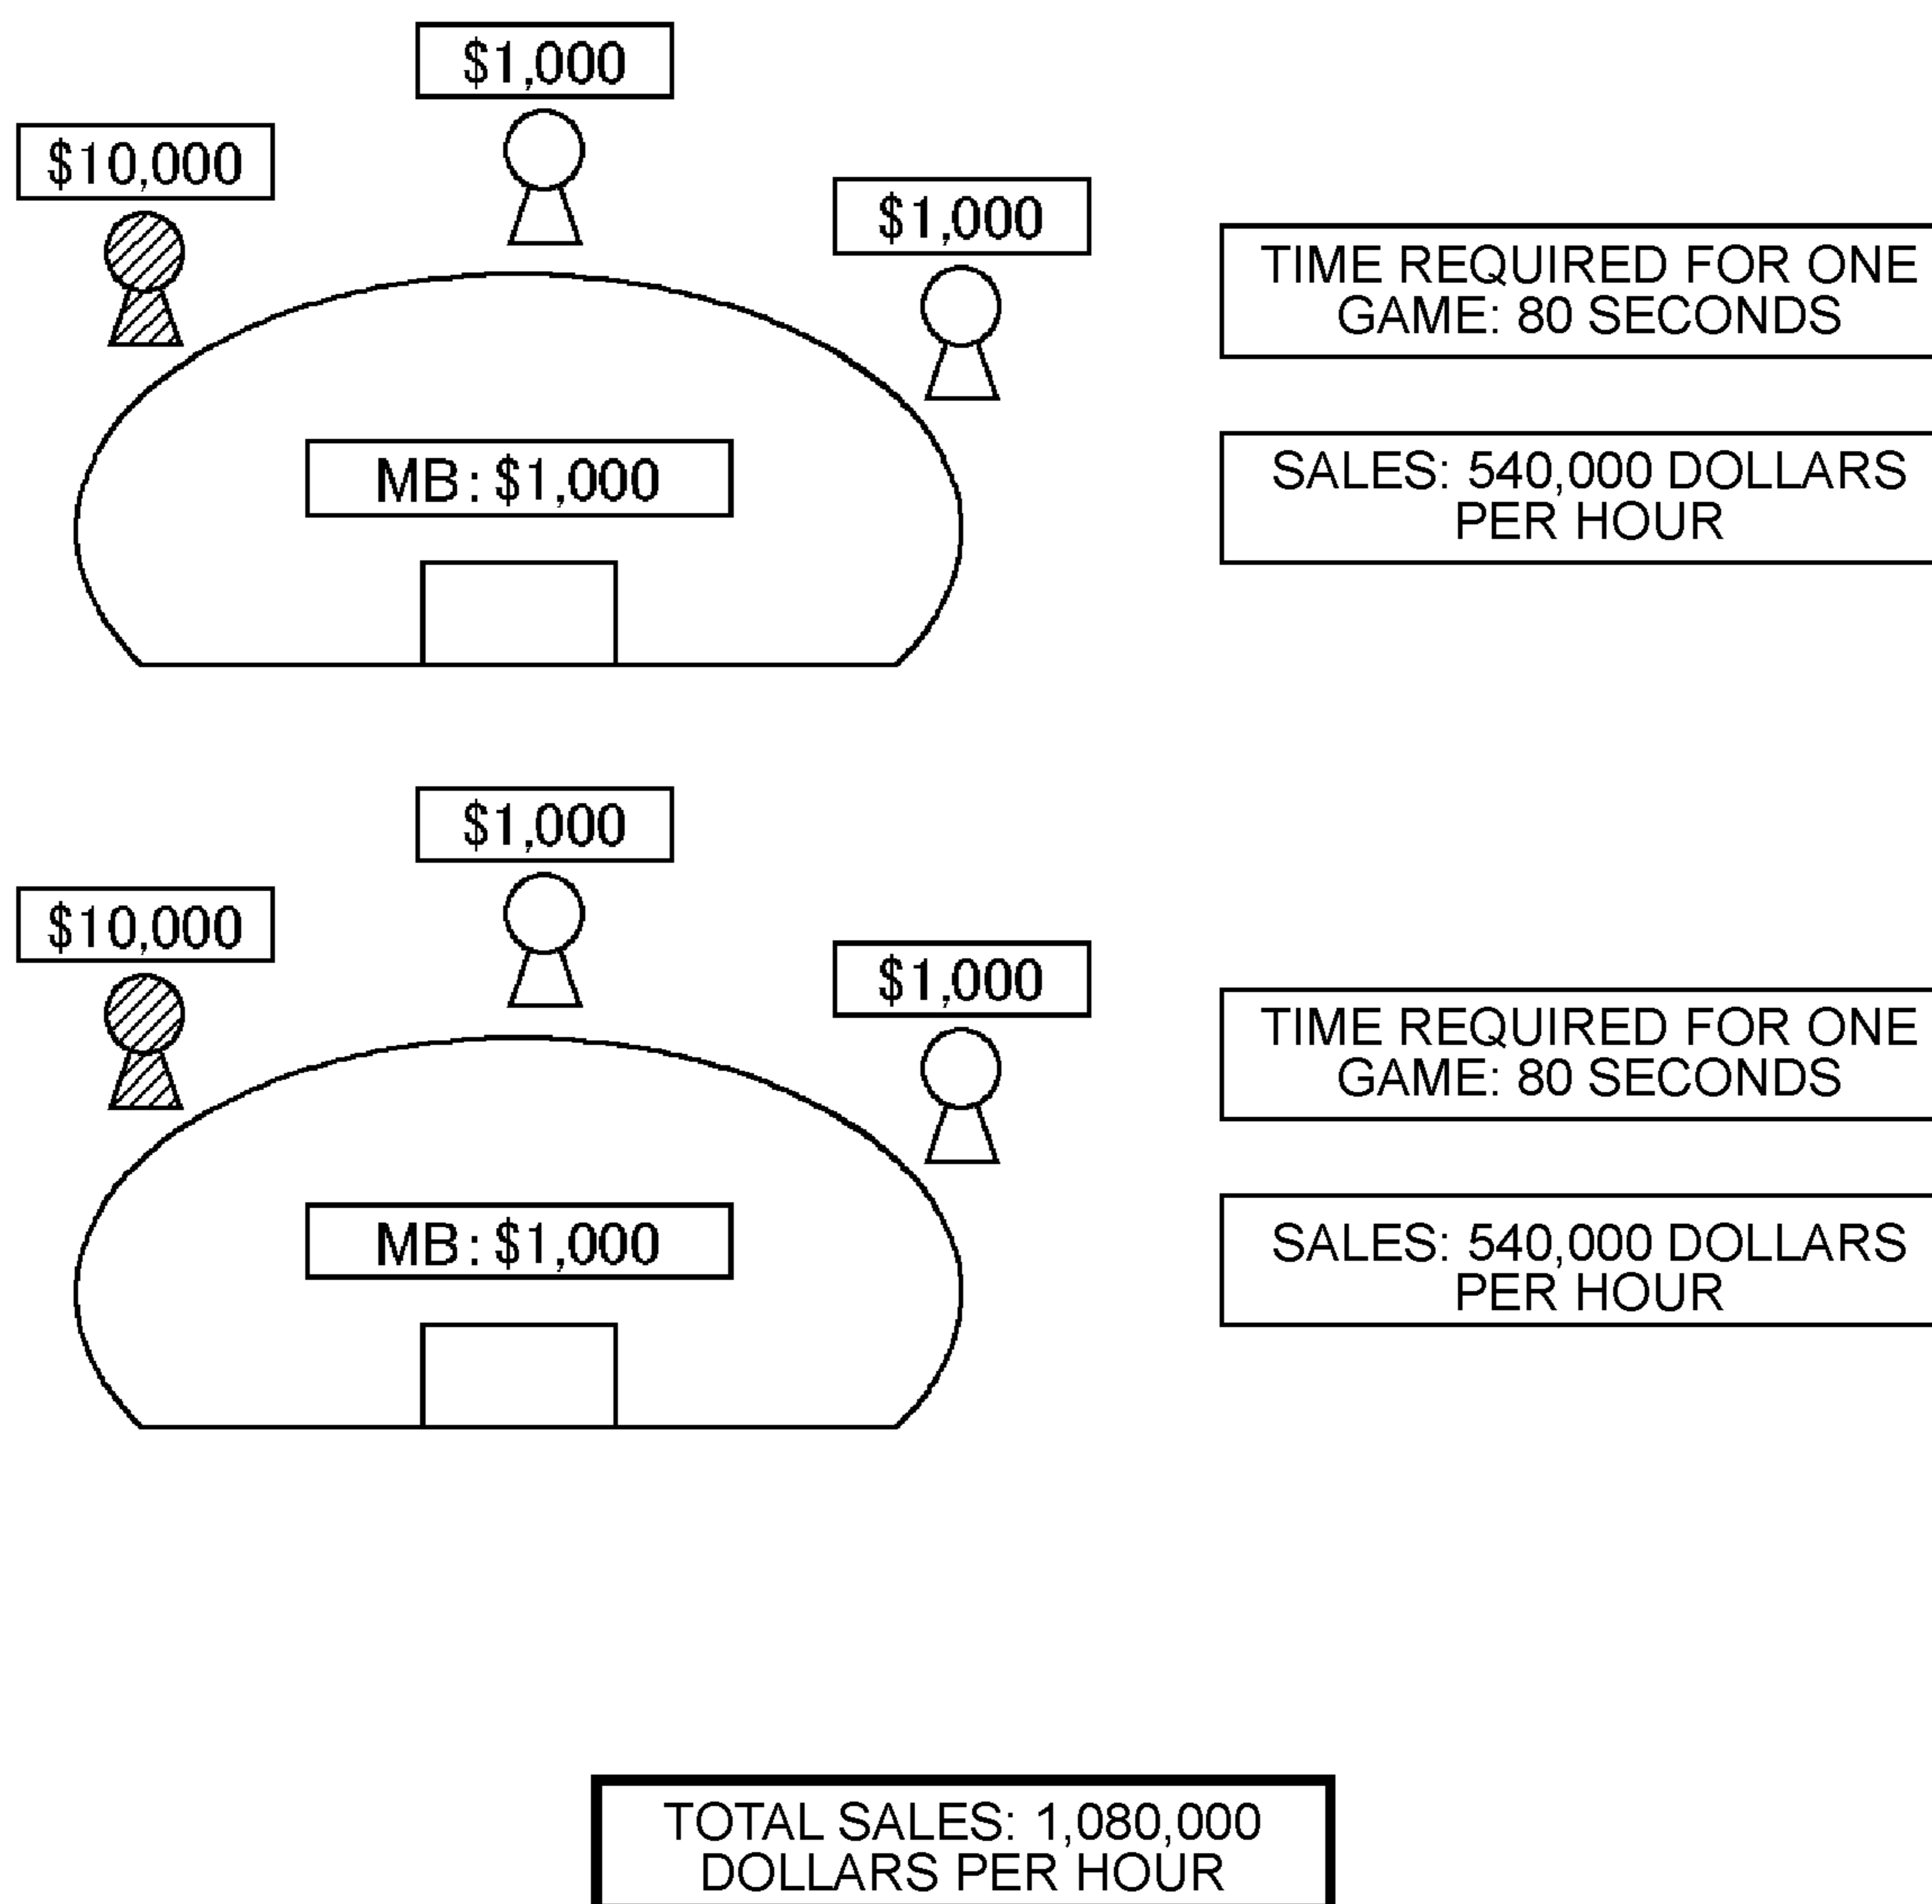 $1,000
$10,000
$1,000
TIME REQUIRED FOR ONE
GAME: 80 SECONDS
SALES: 540,000 DOLLARS
PER HOUR
MB: $1,000
$1,000
$10,000
$1,000
TIME REQUIRED FOR ONE
GAME: 80 SECONDS
SALES: 540,000 DOLLARS
PER HOUR
MB: $1,000
TOTAL SALES: 1,080,000
DOLLARS PER HOUR